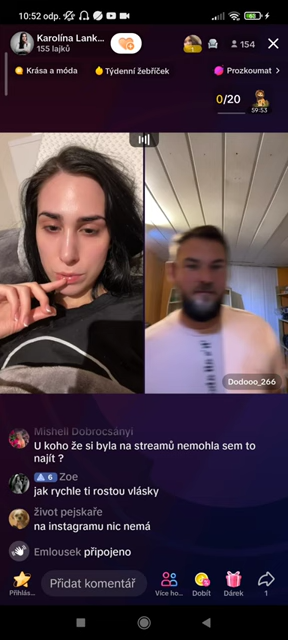 10:52 odp.
Karolína Lank...
155 lajků
154
Krása a móda
Týdenní žebříček
Prozkoumat >
0/20
59:53
Dodooo_266
Mishell Dobrocsányi
U koho že si byla na streamů nemohla sem to
najít ?
6 Zoe
jak rychle ti rostou vlásky
život pejskaře
na instagramu nic nemá
Emlousek připojeno
Přihlás...
Přidat komentář
Více ho...
Dobít
Dárek
1